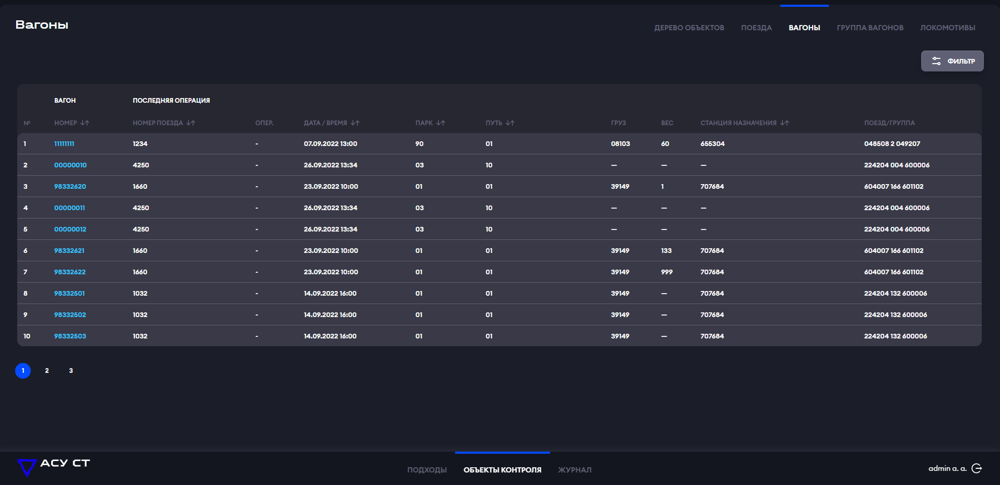 Вагоны
ДЕРЕВО ОБЪЕКТОВ ПОЕЗДА ВАГОНЫ ГРУППА ВАГОНОВ ЛОКОМОТИВЫ
ФИЛЬТР
ВАГОН ПОСЛЕДНЯЯ ОПЕРАЦИЯ
№ НОМЕР НОМЕР ПОЕЗДА ОПЕР. ДАТА / ВРЕМЯ ПАРК ПУТЬ ГРУЗ ВЕС СТАНЦИЯ НАЗНАЧЕНИЯ ПОЕЗД/ГРУППА
1 11111111 1234 - 07.09.2022 13:00 90 01 08103 60 655304 048508 2 049207
2 00000010 4250 - 26.09.2022 13:34 03 10 — — — 224204 004 600006
3 98332620 1660 - 23.09.2022 10:00 01 01 39149 1 707684 604007 166 601102
4 00000011 4250 - 26.09.2022 13:34 03 10 — — — 224204 004 600006
5 00000012 4250 - 26.09.2022 13:34 03 10 — — — 224204 004 600006
6 98332621 1660 - 23.09.2022 10:00 01 01 39149 133 707684 604007 166 601102
7 98332622 1660 - 23.09.2022 10:00 01 01 39149 999 707684 604007 166 601102
8 98332501 1032 - 14.09.2022 16:00 01 01 39149 — 707684 224204 132 600006
9 98332502 1032 - 14.09.2022 16:00 01 01 39149 — 707684 224204 132 600006
10 98332503 1032 - 14.09.2022 16:00 01 01 39149 — 707684 224204 132 600006
1 2 3
АСУ СТ
ПОДХОДЫ ОБЪЕКТЫ КОНТРОЛЯ ЖУРНАЛ
admin a. a.